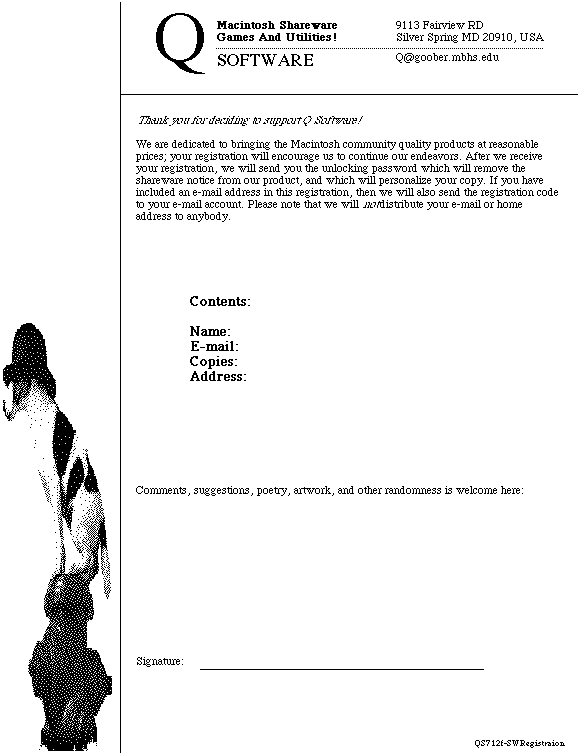 Q
Macintosh Shareware
Games And Utilities!
SOFTWARE
9113 Fairview RD
Silver Spring MD 20910, USA
Q@goober.mbhs.edu
Thank you for deciding to support Q Software!
We are dedicated to bringing the Macintosh community quality products at reasonable
prices; your registration will encourage us to continue our endeavors. After we receive
your registration, we will send you the unlocking password which will remove the
shareware notice from our product, and which will personalize your copy. If you have
included an e-mail address in this registration, then we will also send the registration code
to your e-mail account. Please note that we will not distribute your e-mail or home
address to anybody.
Contents:
Name:
E-mail:
Copies:
Address:
Comments, suggestions, poetry, artwork, and other randomness is welcome here:
Signature:
QS7126-SWRegistraion